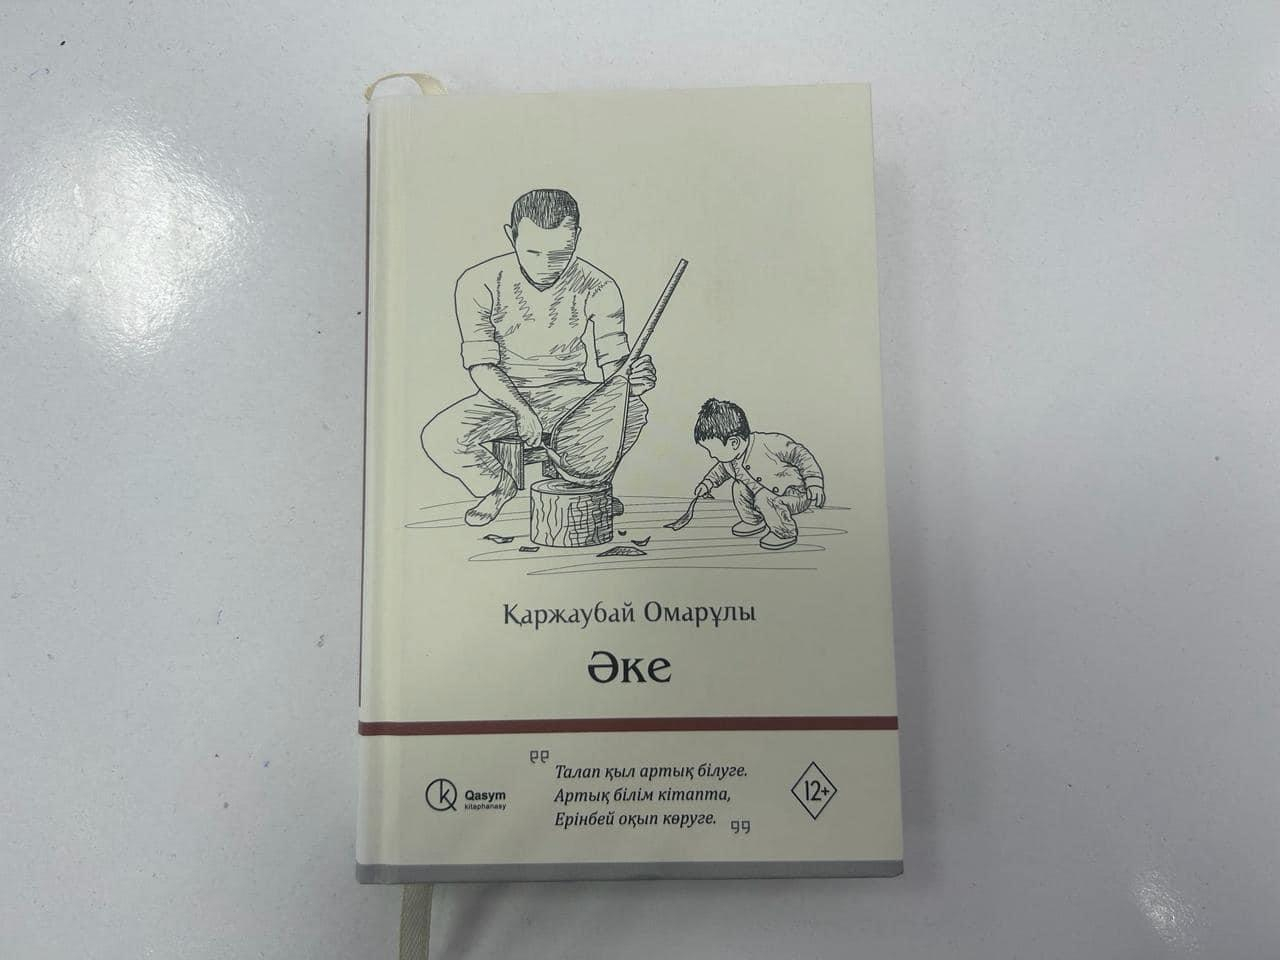 Қаржаубай Омарұлы
Әке
Талап қыл артық білуге.
Артық білім кітапта,
Ерінбей оқып көруге.
Qasym
kitaphanasy
12+